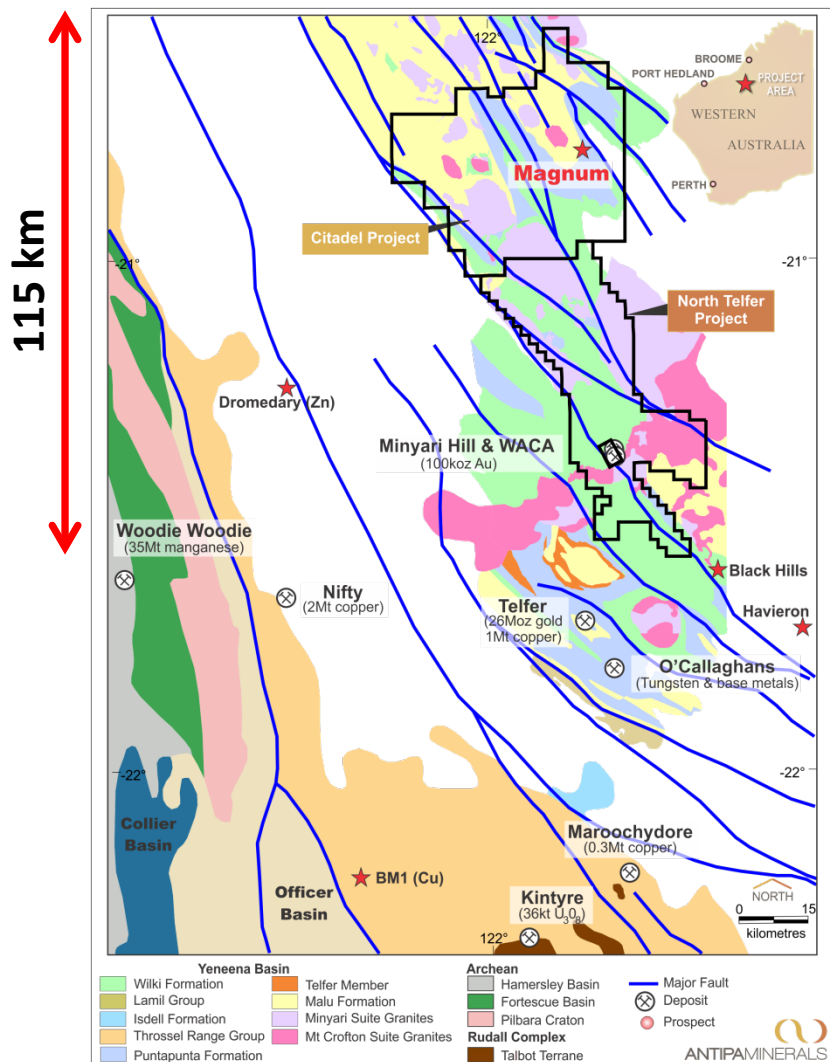 115 km
122°
BROOME
PORT HEDLAND
PROJECT
AREA
WESTERN
AUSTRALIA
PERTH
Magnum
Citadel Project
-21°
-21°
North Telfer
Project
Dromedary (Zn)
Minyari Hill & WACA
(100koz Au)
Woodie Woodie
(35Mt manganese)
Nifty
(2Mt copper)
Black Hills
Telfer
(26Moz gold
1Mt copper)
Havieron
O'Callaghans
(Tungsten & base metals)
-22°
-22°
Collier
Basin
Maroochydore
(0.3Mt copper)
BM1 (Cu)
Officer
Basin
Kintyre
(36kt U3O8)
122°
NORTH
0 15
kilometres
Yeneena Basin
Wilki Formation
Lamil Group
Isdell Formation
Throssel Range Group
Puntapunta Formation
Telfer Member
Malu Formation
Minyari Suite Granites
Mt Crofton Suite Granites
Archean
Hamersley Basin
Fortescue Basin
Pilbara Craton
Rudall Complex
Talbot Terrane
Major Fault
Deposit
Prospect
ANTIPAMINERALS